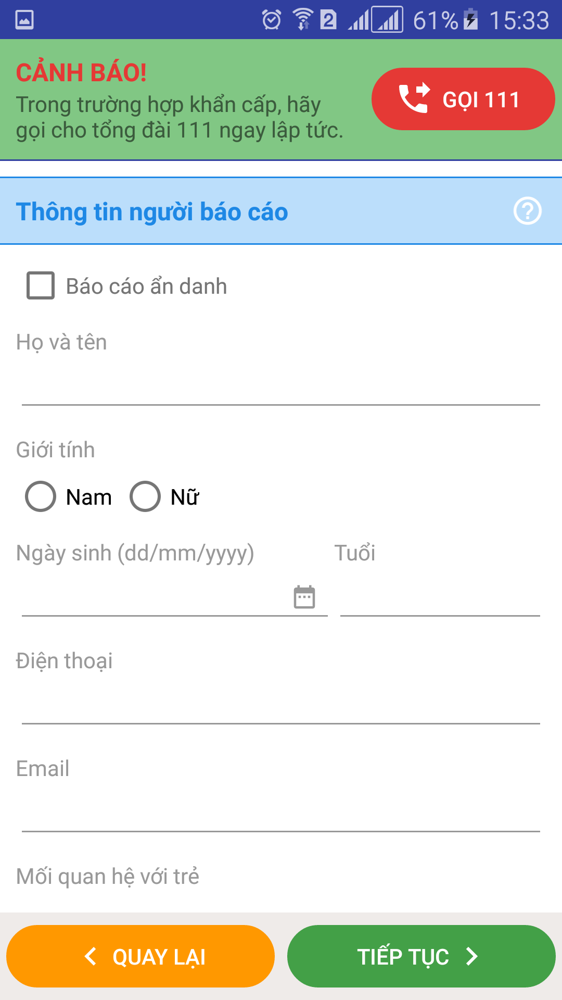 2 61% 15:33
CẢNH BÁO!
Trong trường hợp khẩn cấp, hãy
gọi cho tổng đài 111 ngay lập tức.
GỌI 111
Thông tin người báo cáo
Báo cáo ẩn danh
Họ và tên
Giới tính
Nam Nữ
Ngày sinh (dd/mm/yyyy) Tuổi
Điện thoại
Email
Mối quan hệ với trẻ
QUAY LẠI TIẾP TỤC